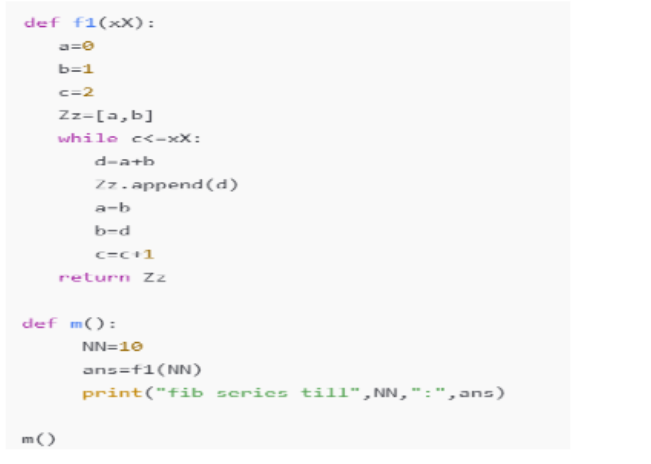 def f1(xX):
    a=0
    b=1
    c=2
    Zz=[a,b]
    while c<=xX:
        d=a+b
        Zz.append(d)
        a=b
        b=d
        c=c+1
    return Zz

def m():
      NN=10
      ans=f1(NN)
      print("fib series till",NN,":",ans)

m()